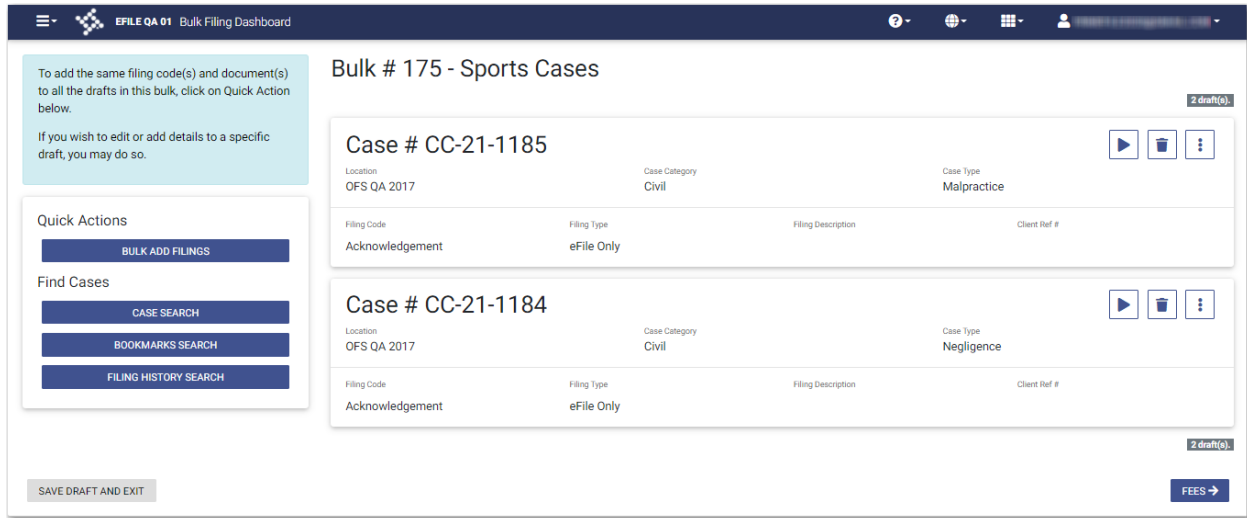 EFILE QA 01 Bulk Filing Dashboard
To add the same filing code(s) and document(s)
to all the drafts in this bulk, click on Quick Action
below.
If you wish to edit or add details to a specific
draft, you may do so.
Quick Actions
BULK ADD FILINGS
Find Cases
CASE SEARCH
BOOKMARKS SEARCH
FILING HISTORY SEARCH
Bulk # 175 - Sports Cases
2 draft(s).
Case # CC-21-1185
Location Case Category Case Type
OFS QA 2017 Civil Malpractice
Filing Code Filing Type Filing Description Client Ref #
Acknowledgement eFile Only
Case # CC-21-1184
Location Case Category Case Type
OFS QA 2017 Civil Negligence
Filing Code Filing Type Filing Description Client Ref #
Acknowledgement eFile Only
2 draft(s).
SAVE DRAFT AND EXIT
FEES